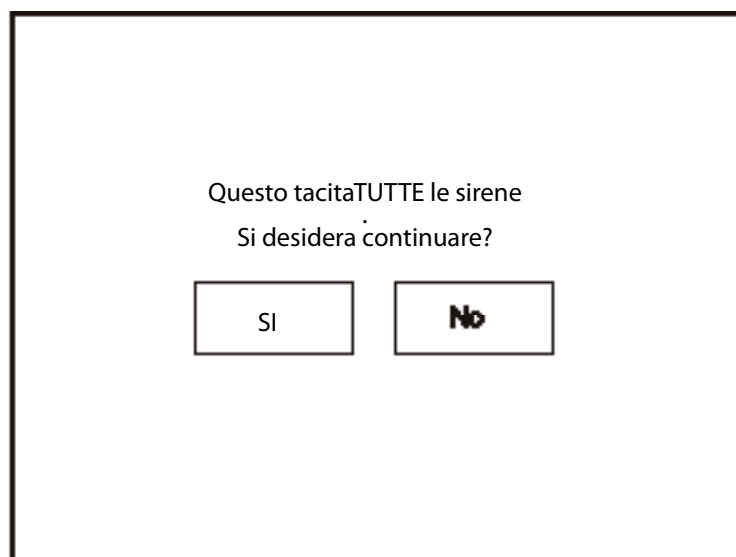 Questo tacitaTUTTE le sirene
.
Si desidera continuare?
SI No